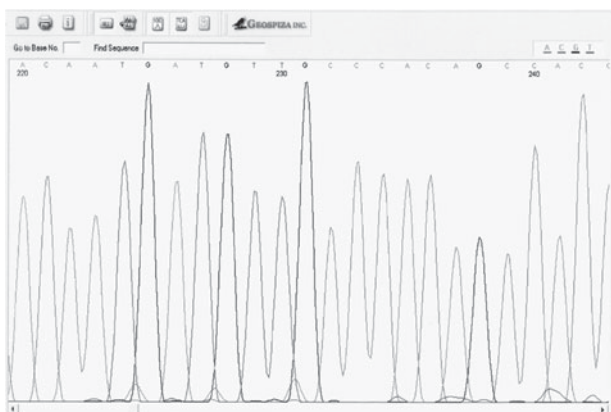 GEOSPIZA INC.
Go to Base No. Find Sequence A C G T
A C A A T G A T G T T G C C C A C A G C C A C C
220 230 240